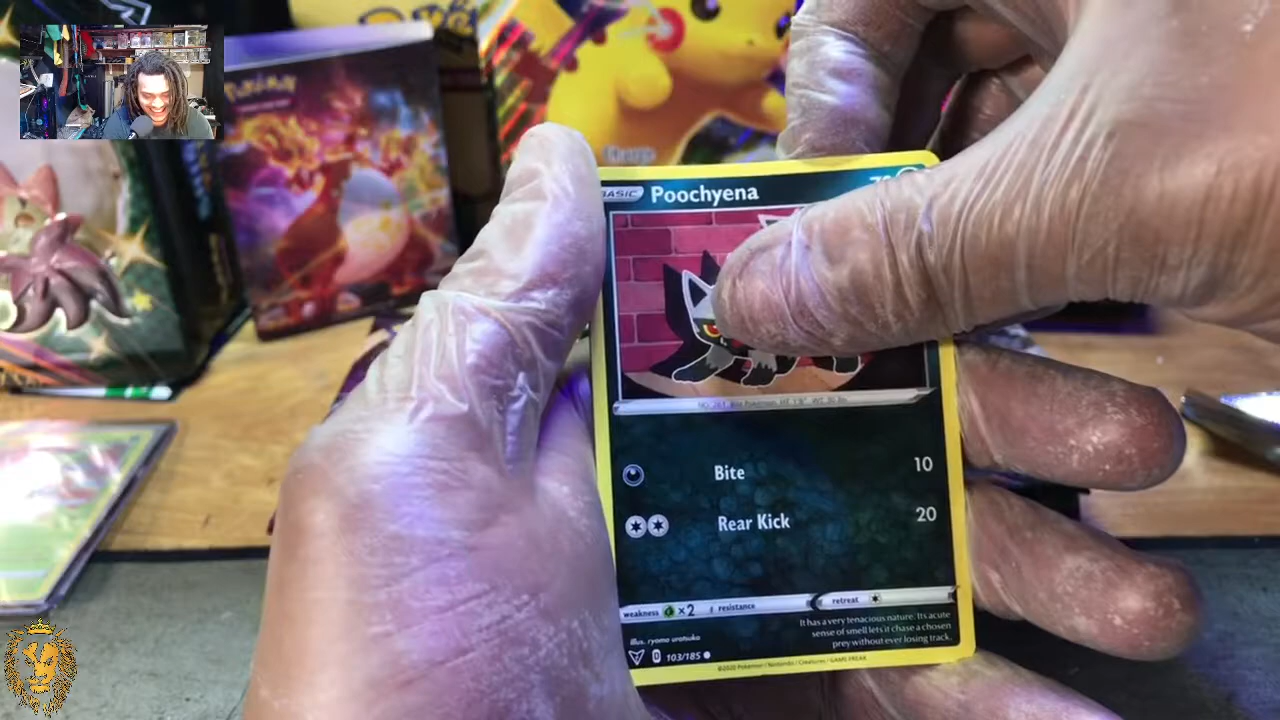 Pokémon
BASIC Poochyena
Bite 10
Rear Kick 20
weakness ×2 resistance retreat
It has a very tenacious nature. Its acute
sense of smell lets it chase a chosen
prey without ever losing track.
illus. ryoma uratsuka
103/185
©2020 Pokémon / Nintendo / Creatures / GAME FREAK